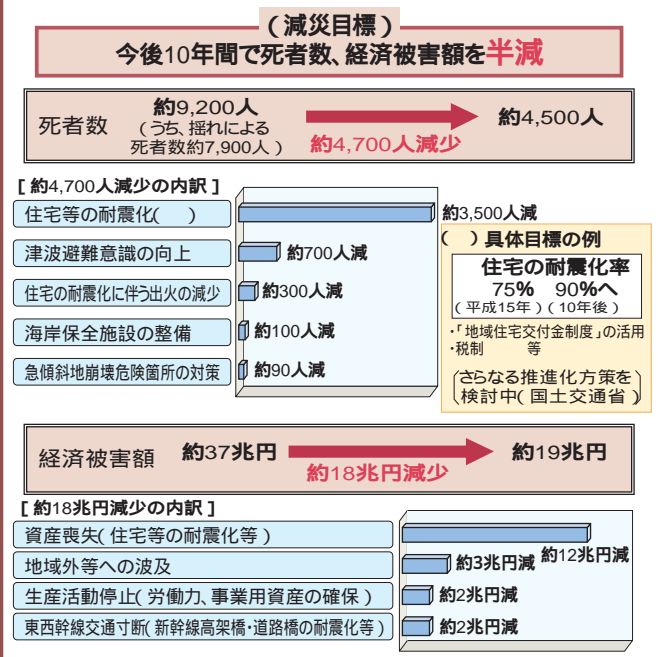 （減災目標）
今後10年間で死者数、経済被害額を半減
死者数
約9,200人
（うち、揺れによる
死者数約7,900人）
約4,700人減少
約4,500人
［約4,700人減少の内訳］
住宅等の耐震化（　）
約3,500人減
津波避難意識の向上
約700人減
住宅の耐震化に伴う出火の減少
約300人減
海岸保全施設の整備
約100人減
急傾斜地崩壊危険箇所の対策
約90人減
（　）具体目標の例
住宅の耐震化率
75%　90%へ
（平成15年）（10年後）
・「地域住宅交付金制度」の活用
・税制　等
（さらなる推進化方策を
検討中（国土交通省）)
経済被害額
約37兆円
約18兆円減少
約19兆円
［約18兆円減少の内訳］
資産喪失（住宅等の耐震化等）
約12兆円減
地域外等への波及
約3兆円減
生産活動停止（労働力、事業用資産の確保）
約2兆円減
東西幹線交通寸断（新幹線高架橋・道路橋の耐震化等）
約2兆円減